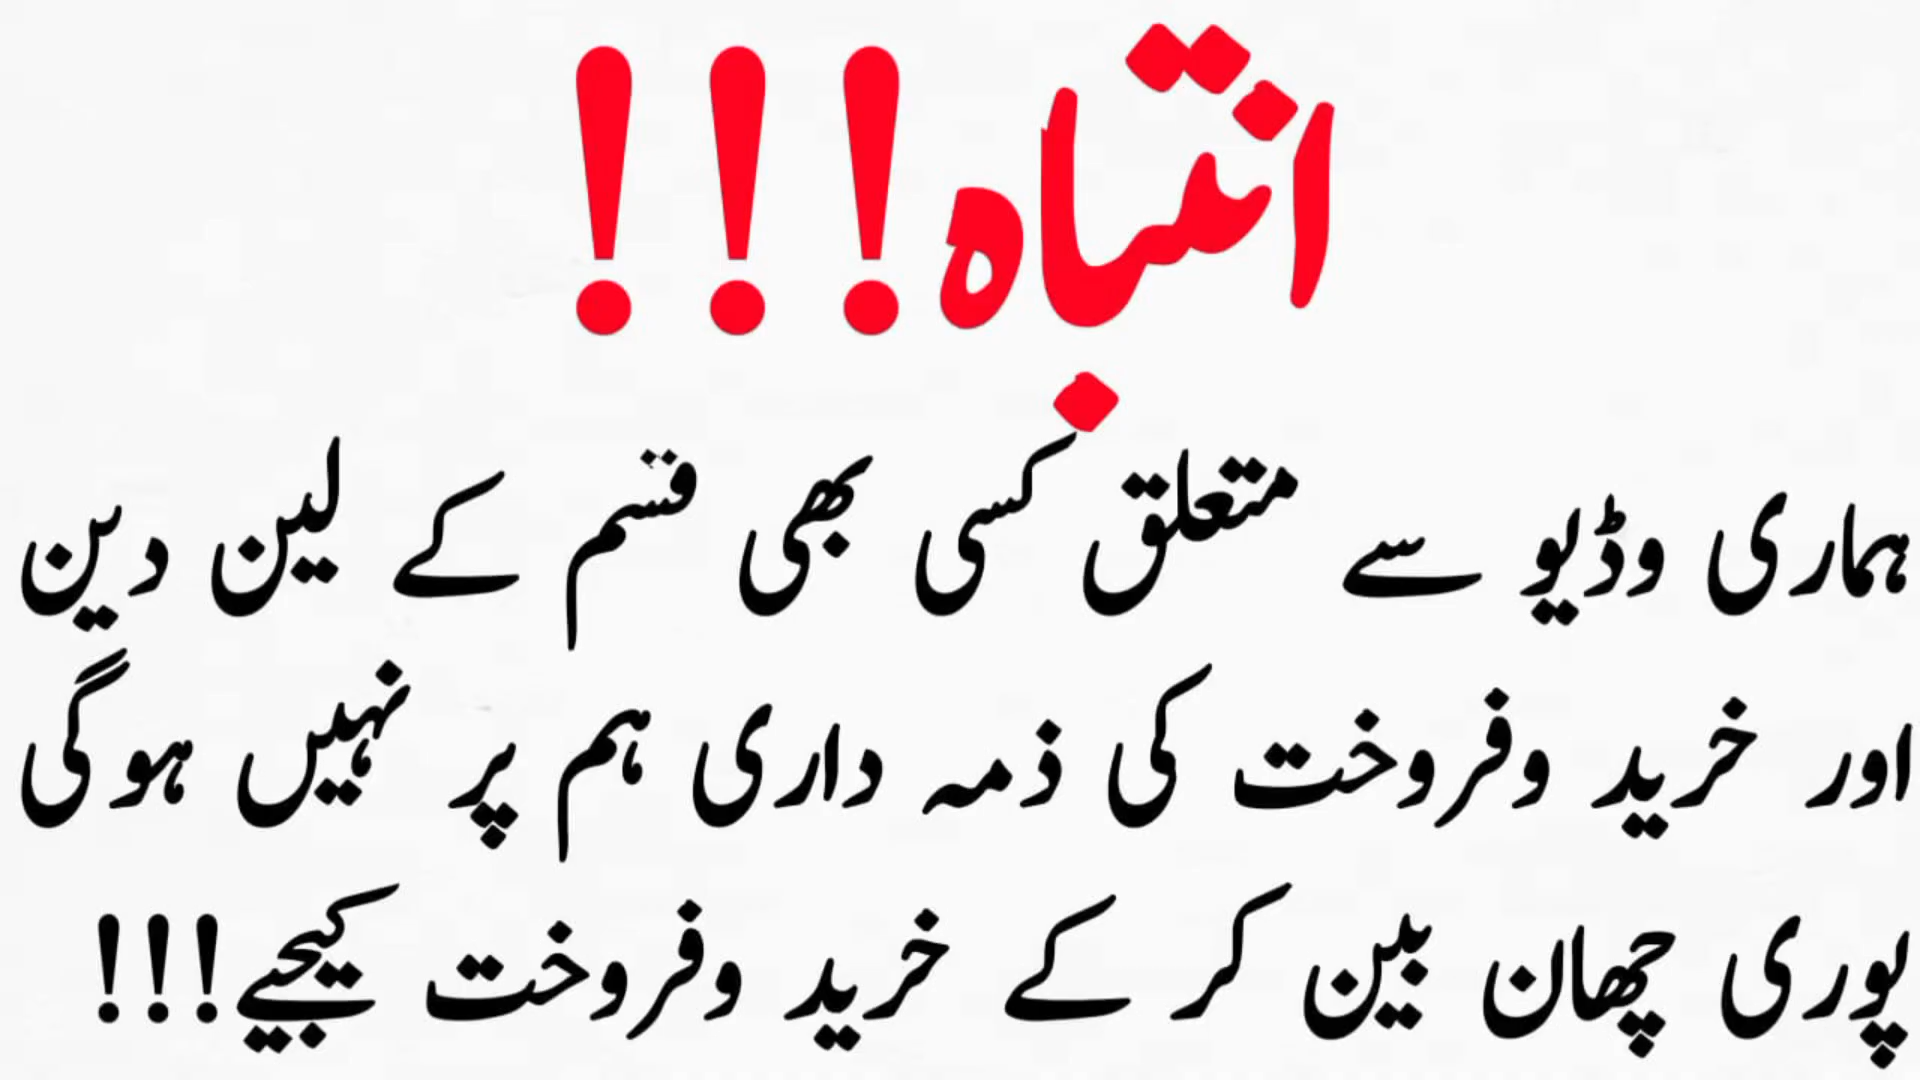 انتباہ!!!
ہماری وڈیو سے متعلق کسی بھی قسم کے لین دین
اور خرید وفروخت کی ذمہ داری ہم پر نہیں ہوگی
پوری چھان بین کر کے خرید وفروخت کیجیے!!!